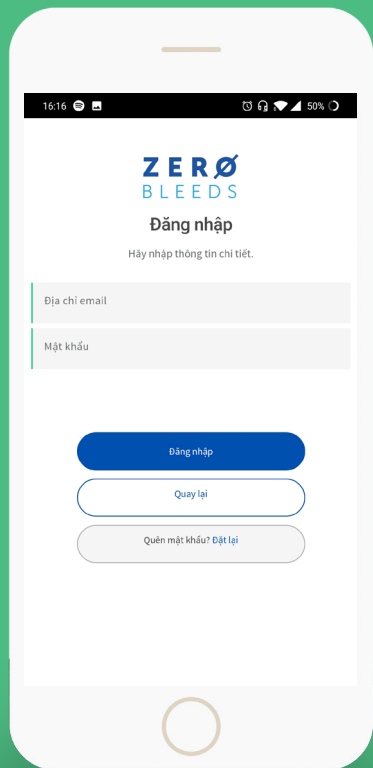 16:16 50%
ZERØ
BLEEDS
Đăng nhập
Hãy nhập thông tin chi tiết.
Địa chỉ email
Mật khẩu
Đăng nhập
Quay lại
Quên mật khẩu? Đặt lại